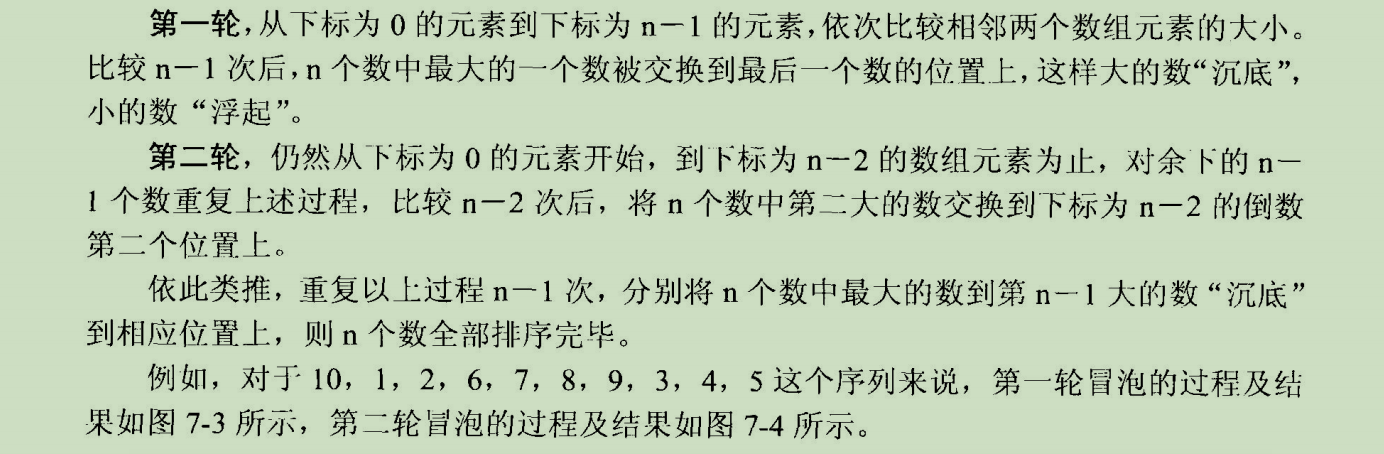 第一轮,从下标为 0 的元素到下标为 n－1 的元素,依次比较相邻两个数组元素的大小。
比较 n－1 次后,n 个数中最大的一个数被交换到最后一个数的位置上,这样大的数“沉底”,
小的数“浮起”。
第二轮，仍然从下标为 0 的元素开始，到下标为 n－2 的数组元素为止，对余下的 n－
1 个数重复上述过程，比较 n－2 次后，将 n 个数中第二大的数交换到下标为 n－2 的倒数
第二个位置上。
依此类推，重复以上过程 n－1 次，分别将 n 个数中最大的数到第 n－1 大的数“沉底”
到相应位置上，则 n 个数全部排序完毕。
例如，对于 10，1，2，6，7，8，9，3，4，5 这个序列来说，第一轮冒泡的过程及结
果如图 7-3 所示，第二轮冒泡的过程及结果如图 7-4 所示。